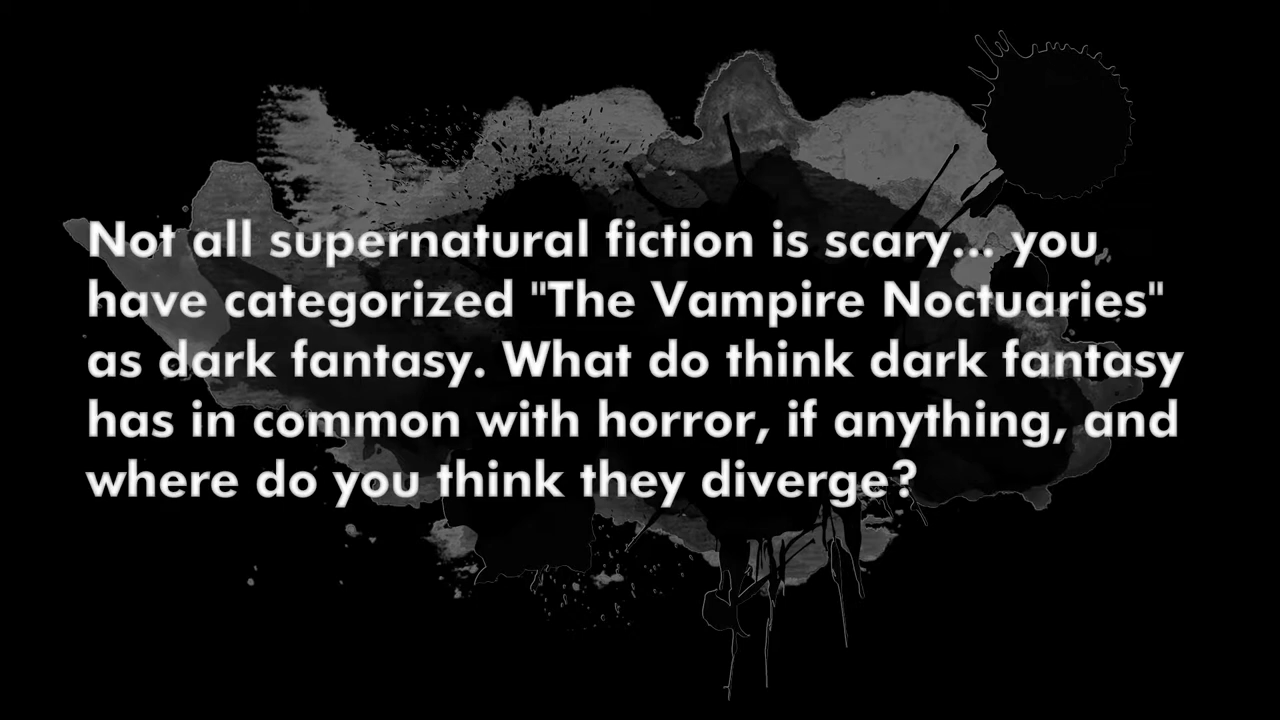 Not all supernatural fiction is scary... you
have categorized "The Vampire Noctuaries"
as dark fantasy. What do think dark fantasy
has in common with horror, if anything, and
where do you think they diverge?